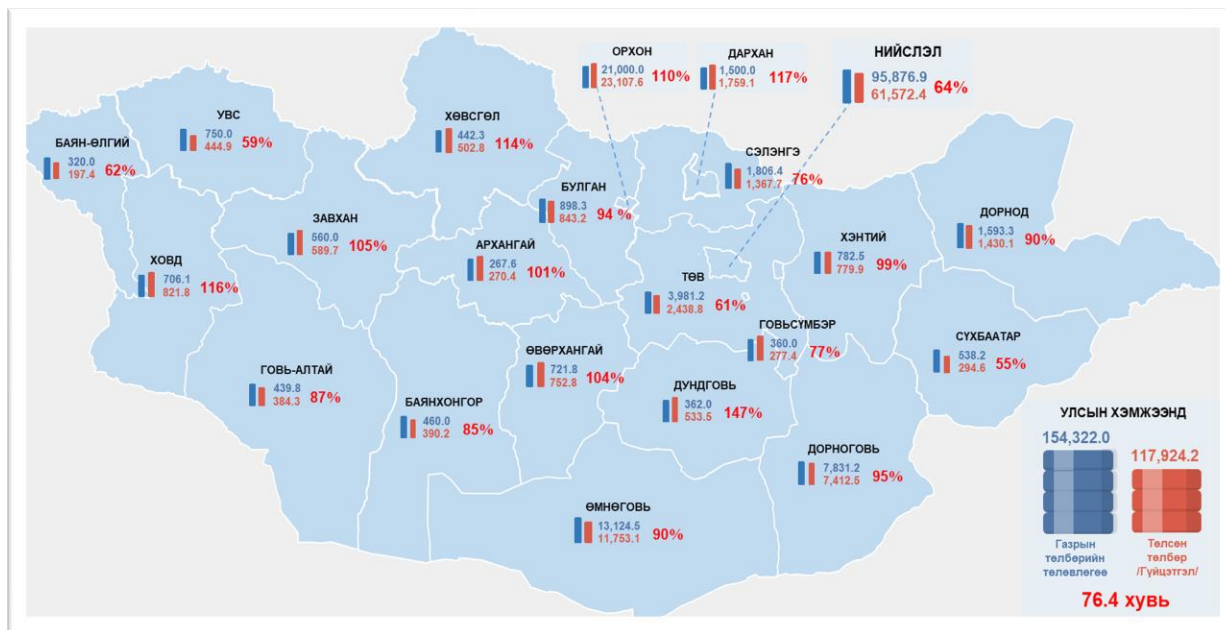 ОРХОН
21,000.0
23,107.6
110%
ДАРХАН
1,500.0
1,759.1
117%
НИЙСЛЭЛ
95,876.9
61,572.4
64%
УВС
750.0
444.9
59%
БАЯН-ӨЛГИЙ
320.0
197.4
62%
ХӨВСГӨЛ
442.3
502.8
114%
СЭЛЭНГЭ
1,806.4
1,367.7
76%
БУЛГАН
898.3
843.2
94 %
ЗАВХАН
560.0
589.7
105%
АРХАНГАЙ
267.6
270.4
101%
ХЭНТИЙ
782.5
779.9
99%
ДОРНОД
1,593.3
1,430.1
90%
ХОВД
706.1
821.8
116%
ТӨВ
3,981.2
2,438.8
61%
ГОВЬСҮМБЭР
360.0
277.4
77%
СҮХБААТАР
538.2
294.6
55%
ГОВЬ-АЛТАЙ
439.8
384.3
87%
ӨВӨРХАНГАЙ
721.8
752.8
104%
БАЯНХОНГОР
460.0
390.2
85%
ДУНДГОВЬ
362.0
533.5
147%
ДОРНОГОВЬ
7,831.2
7,412.5
95%
ӨМНӨГОВЬ
13,124.5
11,753.1
90%
УЛСЫН ХЭМЖЭЭНД
154,322.0
117,924.2
Газрын
төлбөрийн
төлөвлөгөө
Төлсөн
төлбөр
/Гүйцэтгэл/
76.4 хувь